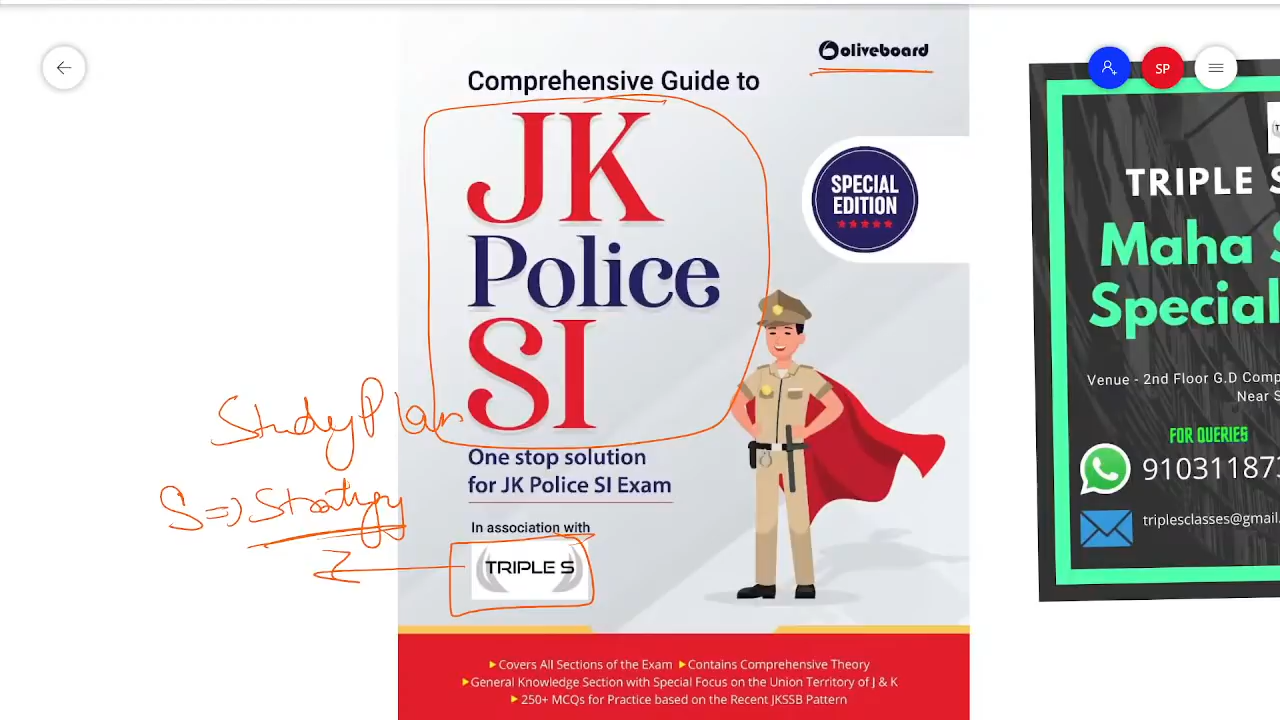 oliveboard
Comprehensive Guide to
JK
Police
SI
SPECIAL
EDITION
One stop solution
for JK Police SI Exam
In association with
TRIPLE S
Covers All Sections of the Exam Contains Comprehensive Theory
General Knowledge Section with Special Focus on the Union Territory of J & K
250+ MCQs for Practice based on the Recent JKSSB Pattern
Study Plan
S => Strategy
SP
TRIPLE S
Maha S
Special
Venue - 2nd Floor G.D Comp
Near S
FOR QUERIES
910311873
triplesclasses@gmail.